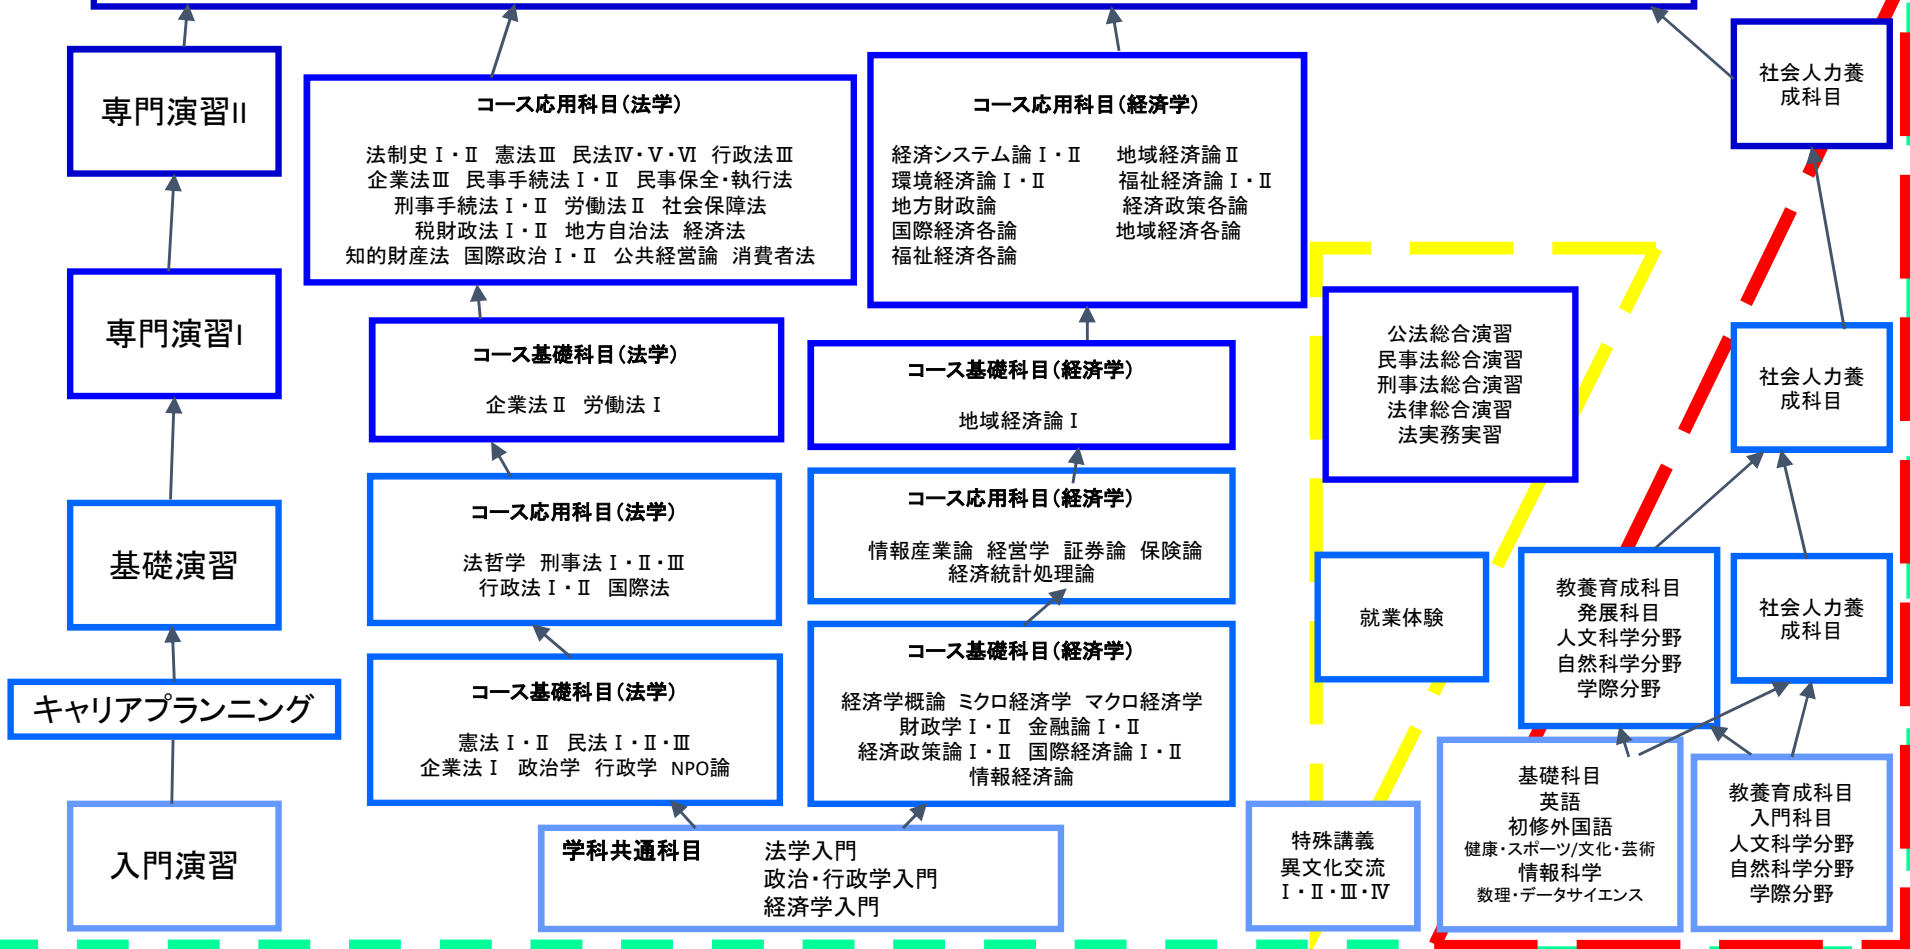 専門演習II
専門演習I
基礎演習
キャリアプランニング
入門演習
コース応用科目(法学)
法制史Ⅰ・Ⅱ 憲法Ⅲ 民法Ⅳ・Ⅴ・Ⅵ 行政法Ⅲ
企業法Ⅲ 民事手続法Ⅰ・Ⅱ 民事保全・執行法
刑事手続法Ⅰ・Ⅱ 労働法Ⅱ 社会保障法
税財政法Ⅰ・Ⅱ 地方自治法 経済法
知的財産法 国際政治Ⅰ・Ⅱ 公共経営論 消費者法
コース基礎科目(法学)
企業法Ⅱ 労働法Ⅰ
コース応用科目(法学)
法哲学 刑事法Ⅰ・Ⅱ・Ⅲ
行政法Ⅰ・Ⅱ 国際法
コース基礎科目(法学)
憲法Ⅰ・Ⅱ 民法Ⅰ・Ⅱ・Ⅲ
企業法Ⅰ 政治学 行政学 NPO論
コース応用科目(経済学)
経済システム論Ⅰ・Ⅱ 地域経済論Ⅱ
環境経済論Ⅰ・Ⅱ 福祉経済論Ⅰ・Ⅱ
地方財政論 経済政策各論
国際経済各論 地域経済各論
福祉経済各論
コース基礎科目(経済学)
地域経済論Ⅰ
コース応用科目(経済学)
情報産業論 経営学 証券論 保険論
経済統計処理論
コース基礎科目(経済学)
経済学概論 ミクロ経済学 マクロ経済学
財政学Ⅰ・Ⅱ 金融論Ⅰ・Ⅱ
経済政策論Ⅰ・Ⅱ 国際経済論Ⅰ・Ⅱ
情報経済論
学科共通科目 法学入門
政治・行政学入門
経済学入門
公法総合演習
民事法総合演習
刑事法総合演習
法律総合演習
法実務実習
就業体験
特殊講義
異文化交流
Ⅰ・Ⅱ・Ⅲ・Ⅳ
社会人力養
成科目
社会人力養
成科目
社会人力養
成科目
教養育成科目
発展科目
人文科学分野
自然科学分野
学際分野
基礎科目
英語
初修外国語
健康・スポーツ/文化・芸術
情報科学
数理・データサイエンス
教養育成科目
入門科目
人文科学分野
自然科学分野
学際分野